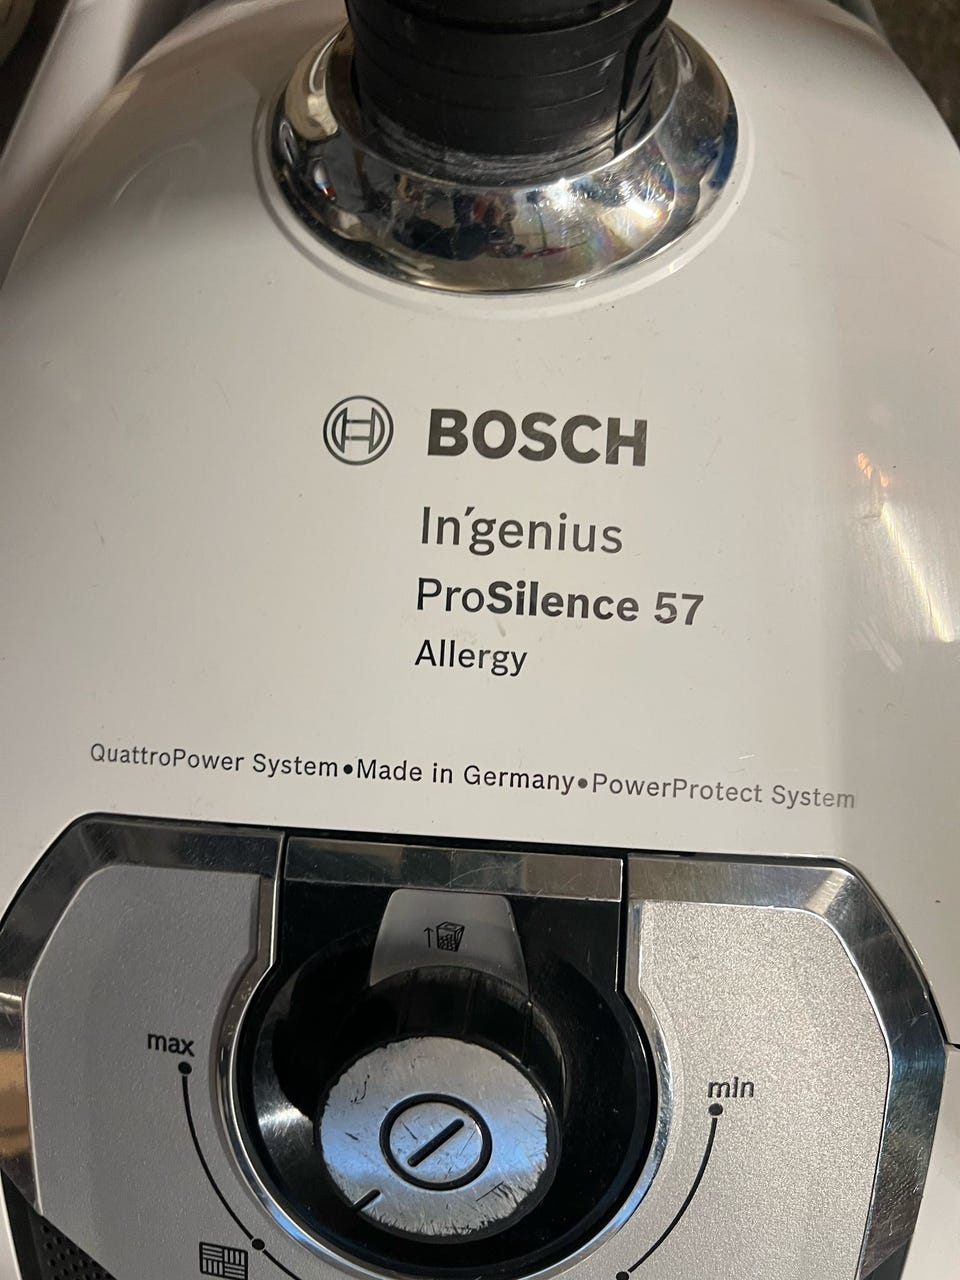 BOSCH
In'genius
ProSilence 57
Allergy
QuattroPower System•Made in Germany•PowerProtect System
max
min